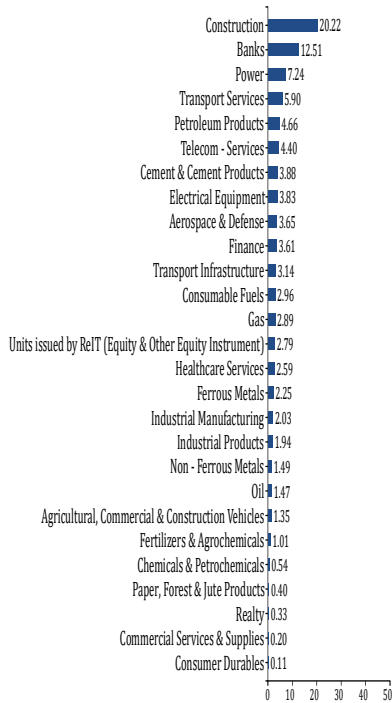 Construction 20.22
Banks 12.51
Power 7.24
Transport Services 5.90
Petroleum Products 4.66
Telecom - Services 4.40
Cement & Cement Products 3.88
Electrical Equipment 3.83
Aerospace & Defense 3.65
Finance 3.61
Transport Infrastructure 3.14
Consumable Fuels 2.96
Gas 2.89
Units issued by ReIT (Equity & Other Equity Instrument) 2.79
Healthcare Services 2.59
Ferrous Metals 2.25
Industrial Manufacturing 2.03
Industrial Products 1.94
Non - Ferrous Metals 1.49
Oil 1.47
Agricultural, Commercial & Construction Vehicles 1.35
Fertilizers & Agrochemicals 1.01
Chemicals & Petrochemicals 0.54
Paper, Forest & Jute Products 0.40
Realty 0.33
Commercial Services & Supplies 0.20
Consumer Durables 0.11
0 10 20 30 40 50